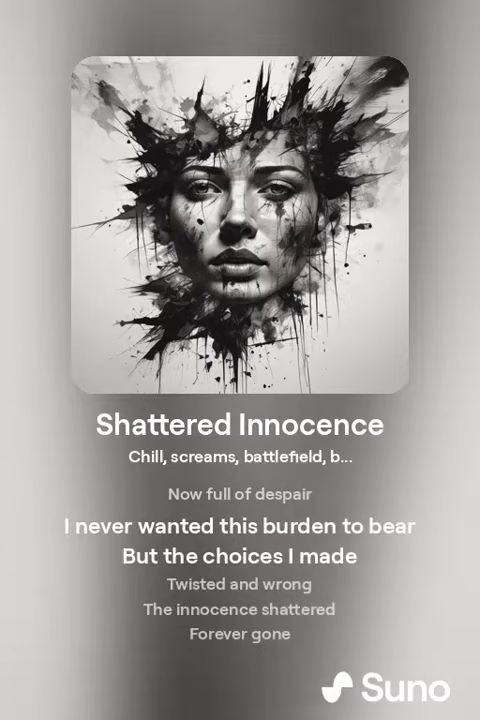 Shattered Innocence
Chill, screams, battlefield, b...
Now full of despair
I never wanted this burden to bear
But the choices I made
Twisted and wrong
The innocence shattered
Forever gone
Suno